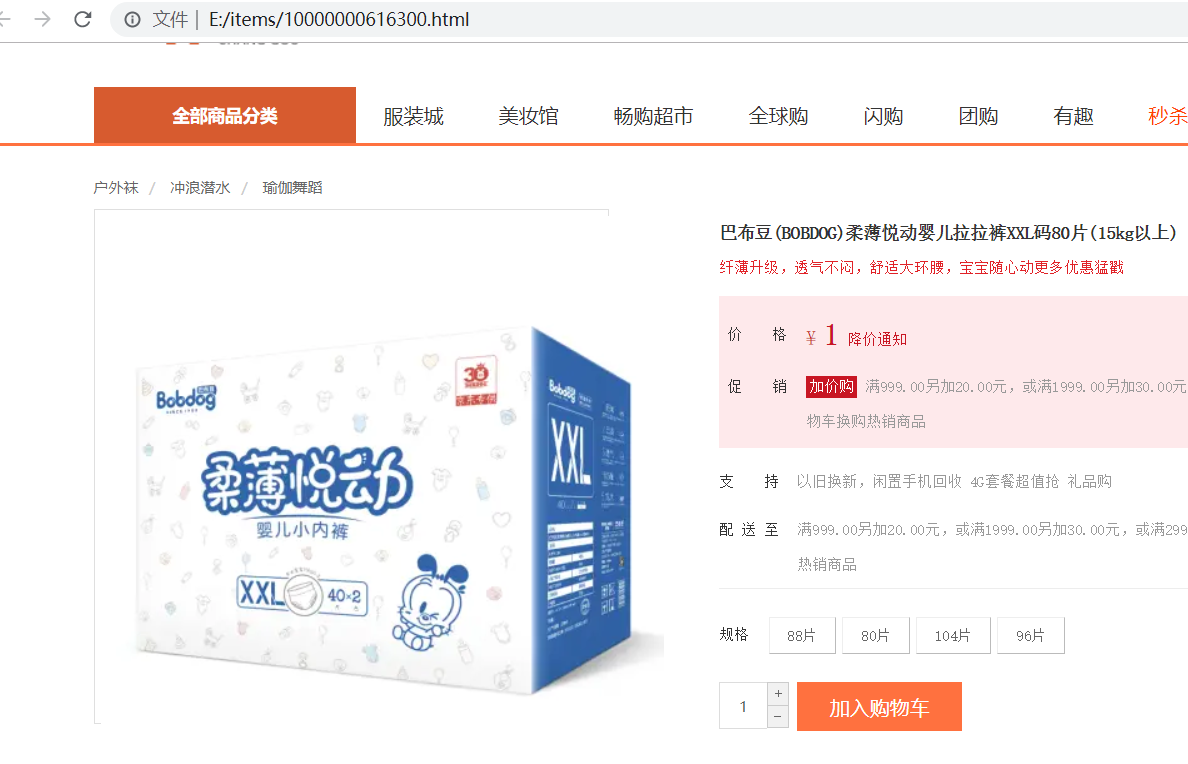 文件 | E:/items/10000000616300.html
全部商品分类 服装城 美妆馆 畅购超市 全球购 闪购 团购 有趣 秒杀
户外袜 / 冲浪潜水 / 瑜伽舞蹈
巴布豆(BOBDOG)柔薄悦动婴儿拉拉裤XXL码80片(15kg以上)
纤薄升级，透气不闷，舒适大环腰，宝宝随心动更多优惠猛戳
价 格 ¥ 1 降价通知
促 销 加价购 满999.00另加20.00元，或满1999.00另加30.00元
物车换购热销商品
支 持 以旧换新，闲置手机回收 4G套餐超值抢 礼品购
配 送 至 满999.00另加20.00元，或满1999.00另加30.00元，或满299
热销商品
规格 88片 80片 104片 96片
1 + − 加入购物车
Bobdog
SINCE
30
柔薄悦动
婴儿小内裤
XXL 40×2
Bobdog
XXL